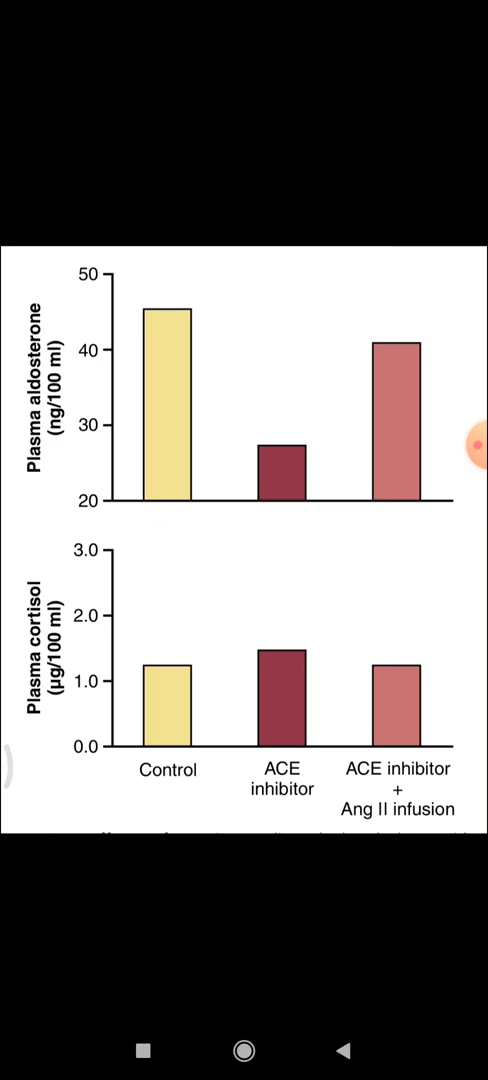 Plasma aldosterone
(ng/100 ml)
50
40
30
20
Plasma cortisol
(µg/100 ml)
3.0
2.0
1.0
0.0
Control
ACE
inhibitor
ACE inhibitor
+
Ang II infusion